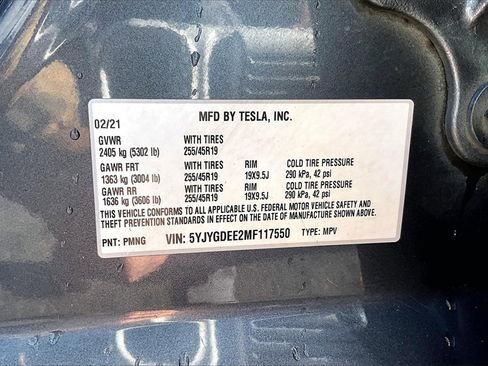 MFD BY TESLA, INC.
02/21
GVWR WITH TIRES
2405 kg (5302 lb) 255/45R19
GAWR FRT WITH TIRES RIM COLD TIRE PRESSURE
1363 kg (3004 lb) 255/45R19 19X9.5J 290 kPa, 42 psi
GAWR RR WITH TIRES RIM COLD TIRE PRESSURE
1636 kg (3606 lb) 255/45R19 19X9.5J 290 kPa, 42 psi
THIS VEHICLE CONFORMS TO ALL APPLICABLE U.S. FEDERAL MOTOR VEHICLE SAFETY AND
THEFT PREVENTION STANDARDS IN EFFECT ON THE DATE OF MANUFACTURE SHOWN ABOVE.
PNT: PMNG VIN: 5YJYGDEE2MF117550 TYPE: MPV